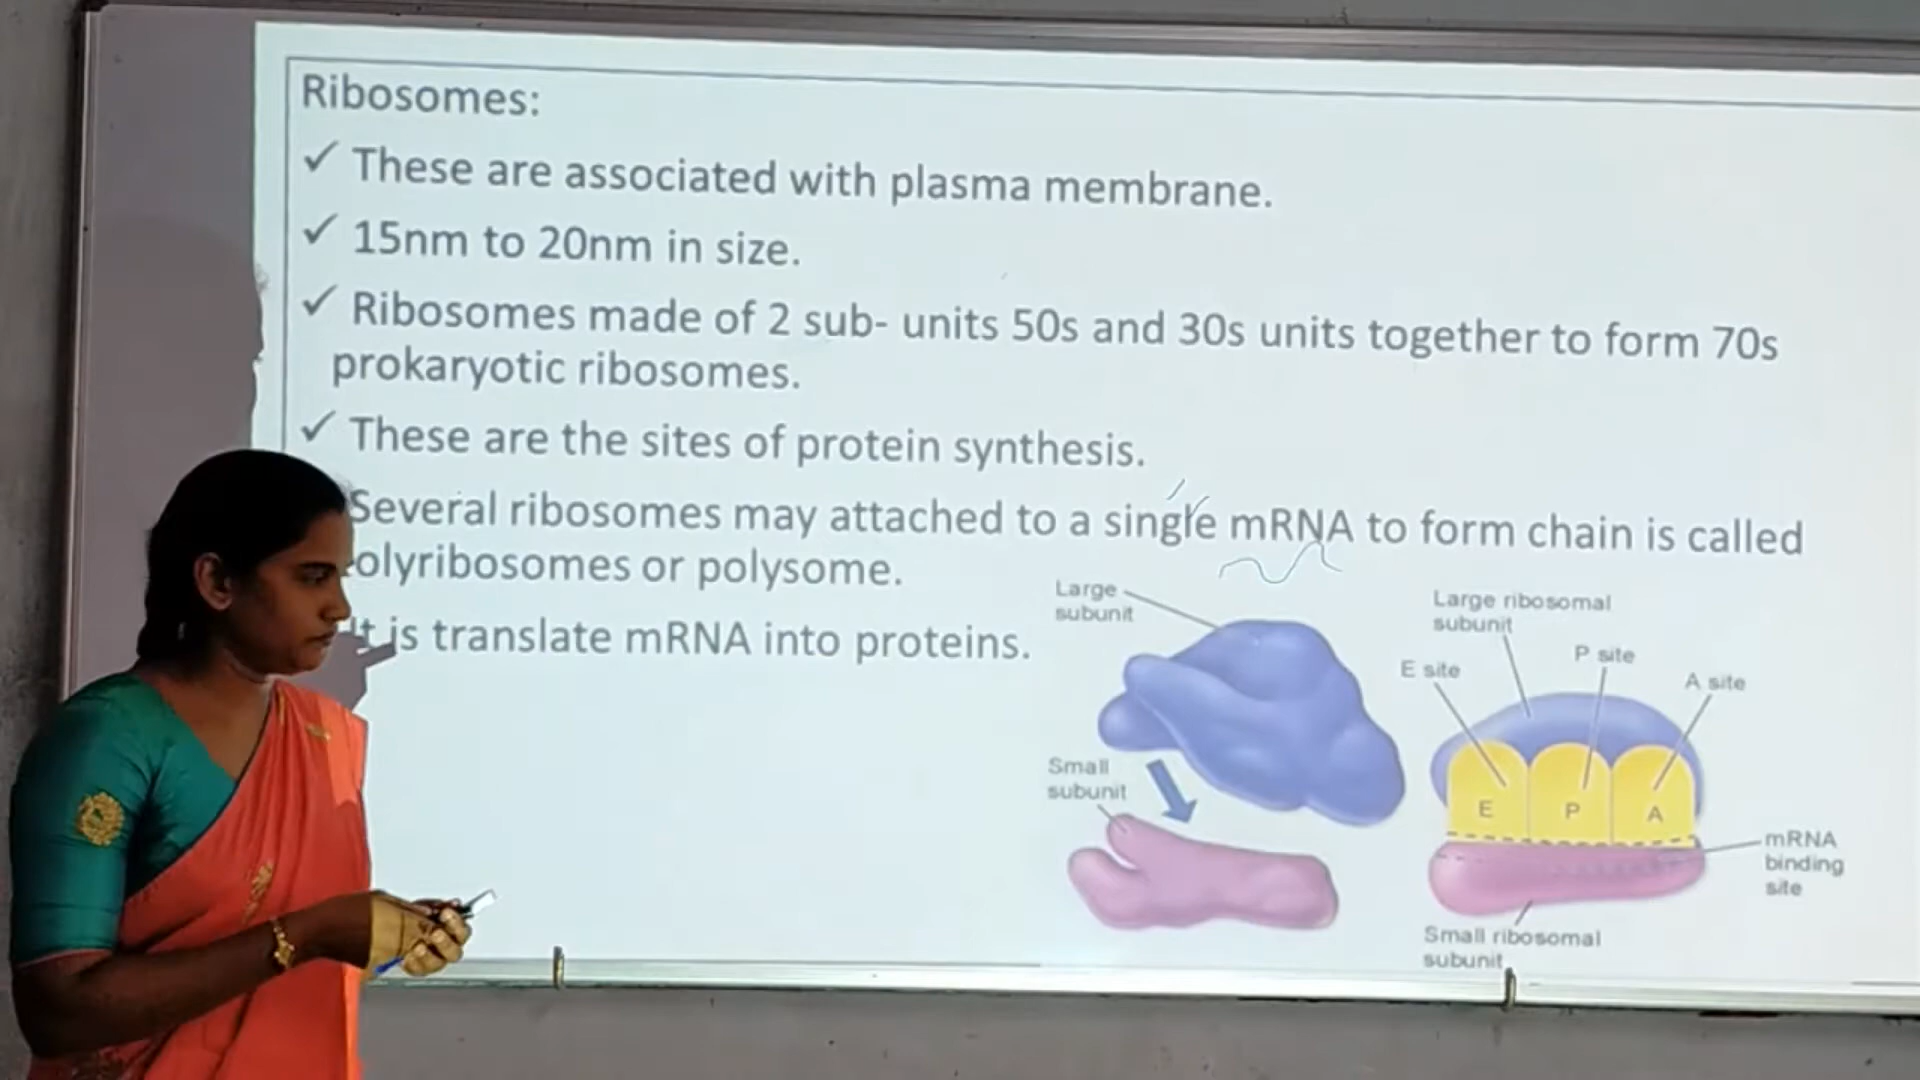 Ribosomes:
✓ These are associated with plasma membrane.
✓ 15nm to 20nm in size.
✓ Ribosomes made of 2 sub- units 50s and 30s units together to form 70s
prokaryotic ribosomes.
✓ These are the sites of protein synthesis.
Several ribosomes may attached to a single mRNA to form chain is called
olyribosomes or polysome.
It is translate mRNA into proteins.
Large
subunit
Small
subunit
Large ribosomal
subunit
P site
E site
A site
E P A
mRNA
binding
site
Small ribosomal
subunit